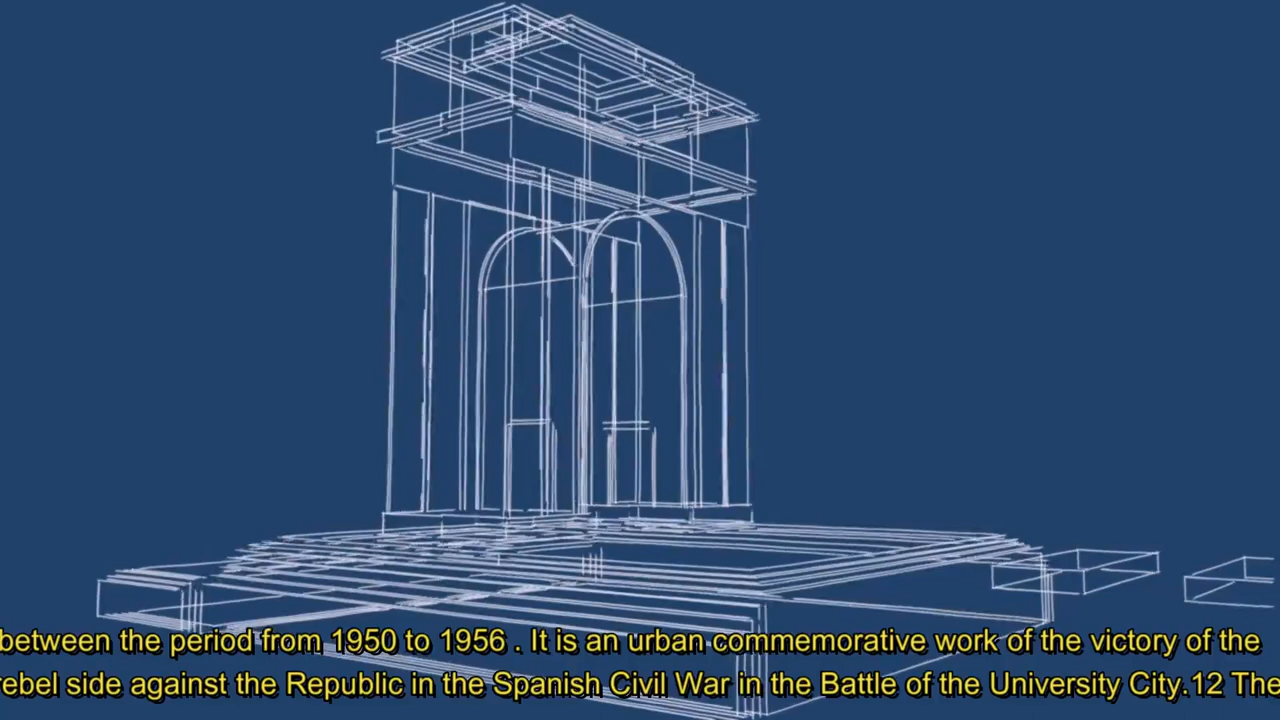 between the period from 1950 to 1956 . It is an urban commemorative work of the victory of the
rebel side against the Republic in the Spanish Civil War in the Battle of the University City.12 The